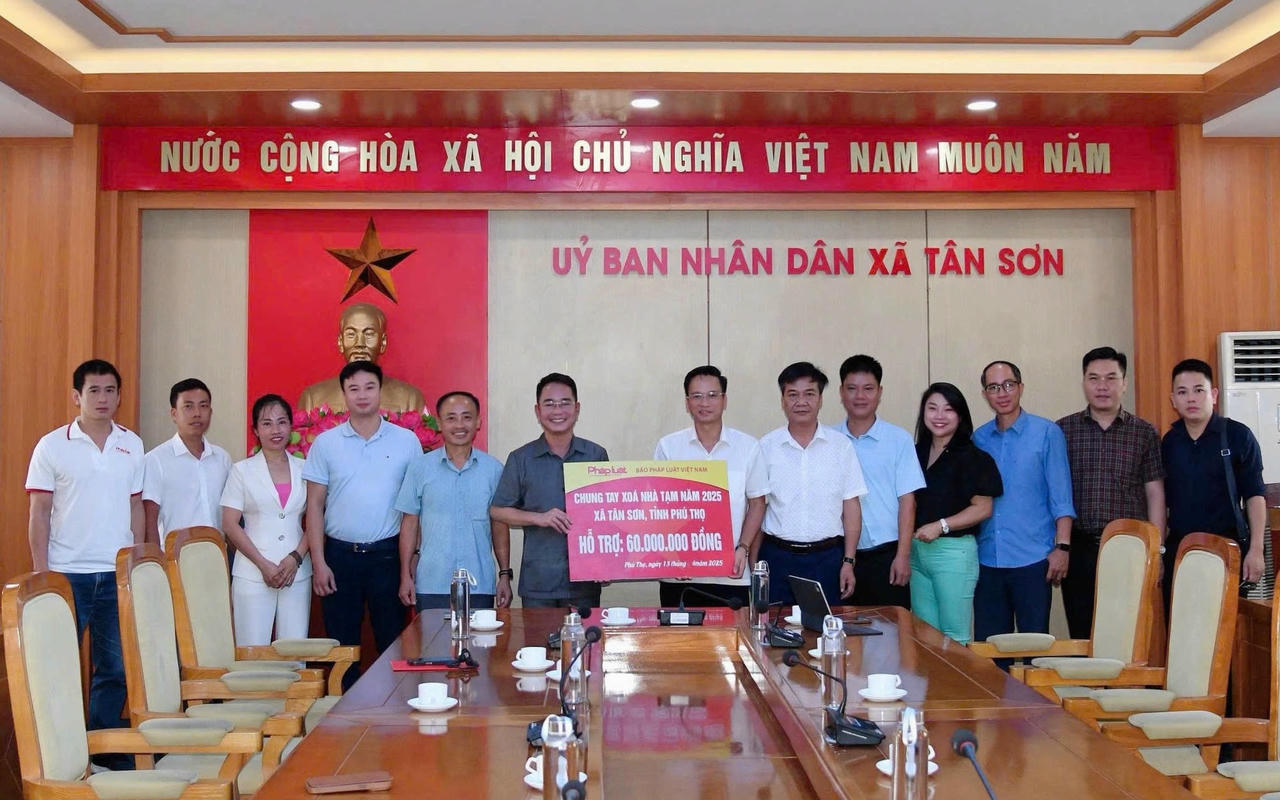 NƯỚC CỘNG HÒA XÃ HỘI CHỦ NGHĨA VIỆT NAM MUÔN NĂM
UỶ BAN NHÂN DÂN XÃ TÂN SƠN
Pháp luật BÁO PHÁP LUẬT VIỆT NAM
CHUNG TAY XOÁ NHÀ TẠM NĂM 2025
XÃ TÂN SƠN, TỈNH PHÚ THỌ
HỖ TRỢ: 60.000.000 ĐỒNG